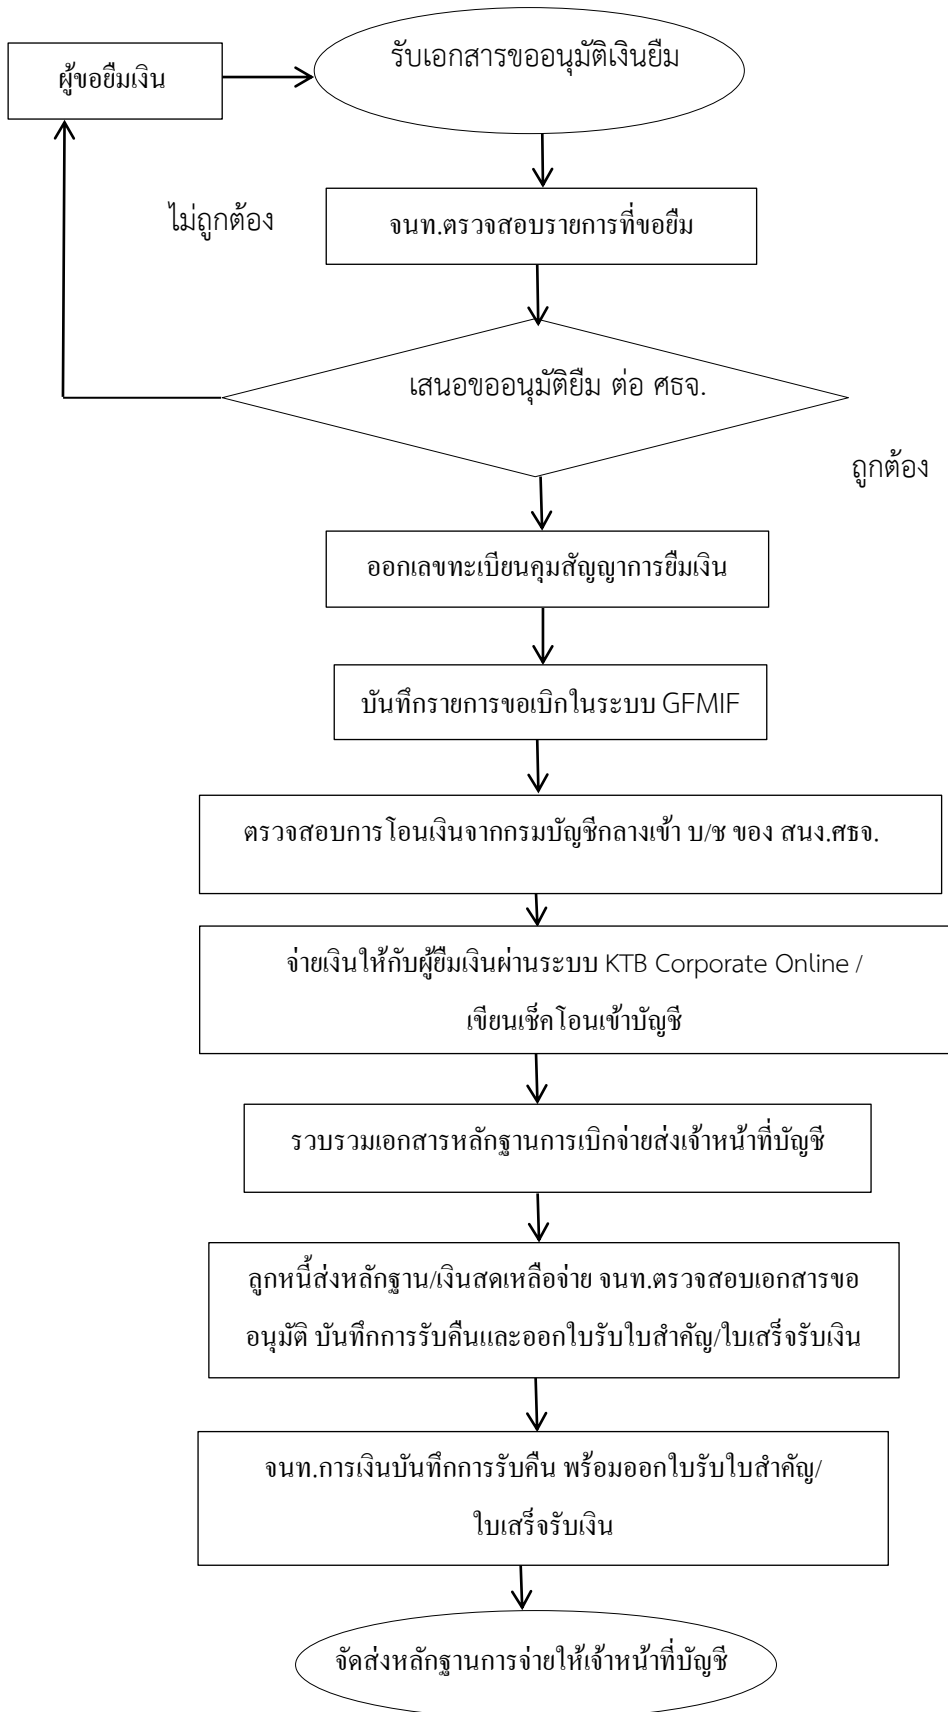 รับเอกสารขออนุมัติเงินยืม
ผู้ขอยืมเงิน
ไม่ถูกต้อง
จนท.ตรวจสอบรายการที่ขอยืม
เสนอขออนุมัติยืม ต่อ ศธจ.
ถูกต้อง
ออกเลขทะเบียนคุมสัญญาการยืมเงิน
บันทึกรายการขอเบิกในระบบ GFMIF
ตรวจสอบการโอนเงินจากกรมบัญชีกลางเข้า บ/ช ของ สนง.ศธจ.
จ่ายเงินให้กับผู้ยืมเงินผ่านระบบ KTB Corporate Online /
เขียนเช็คโอนเข้าบัญชี
รวบรวมเอกสารหลักฐานการเบิกจ่ายส่งเจ้าหน้าที่บัญชี
ลูกหนี้ส่งหลักฐาน/เงินสดเหลือจ่าย จนท.ตรวจสอบเอกสารขอ
อนุมัติ บันทึกการรับคืนและออกใบรับใบสำคัญ/ใบเสร็จรับเงิน
จนท.การเงินบันทึกการรับคืน พร้อมออกใบรับใบสำคัญ/
ใบเสร็จรับเงิน
จัดส่งหลักฐานการจ่ายให้เจ้าหน้าที่บัญชี